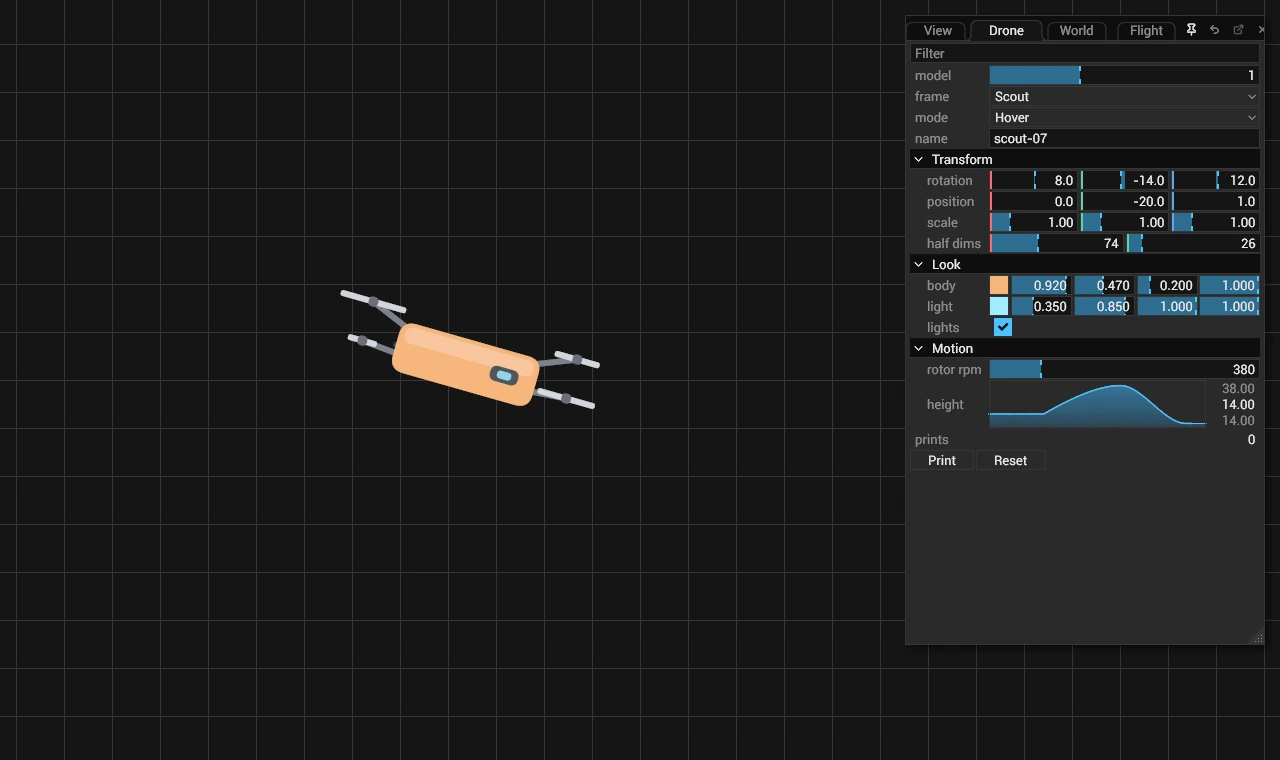 View Drone World Flight
Filter
model 1
frame Scout
mode Hover
name scout-07
Transform
rotation 8.0 -14.0 12.0
position 0.0 -20.0 1.0
scale 1.00 1.00 1.00
half dims 74 26
Look
body 0.920 0.470 0.200 1.000
light 0.350 0.850 1.000 1.000
lights
Motion
rotor rpm 380
38.00
height 14.00
14.00
prints 0
Print Reset